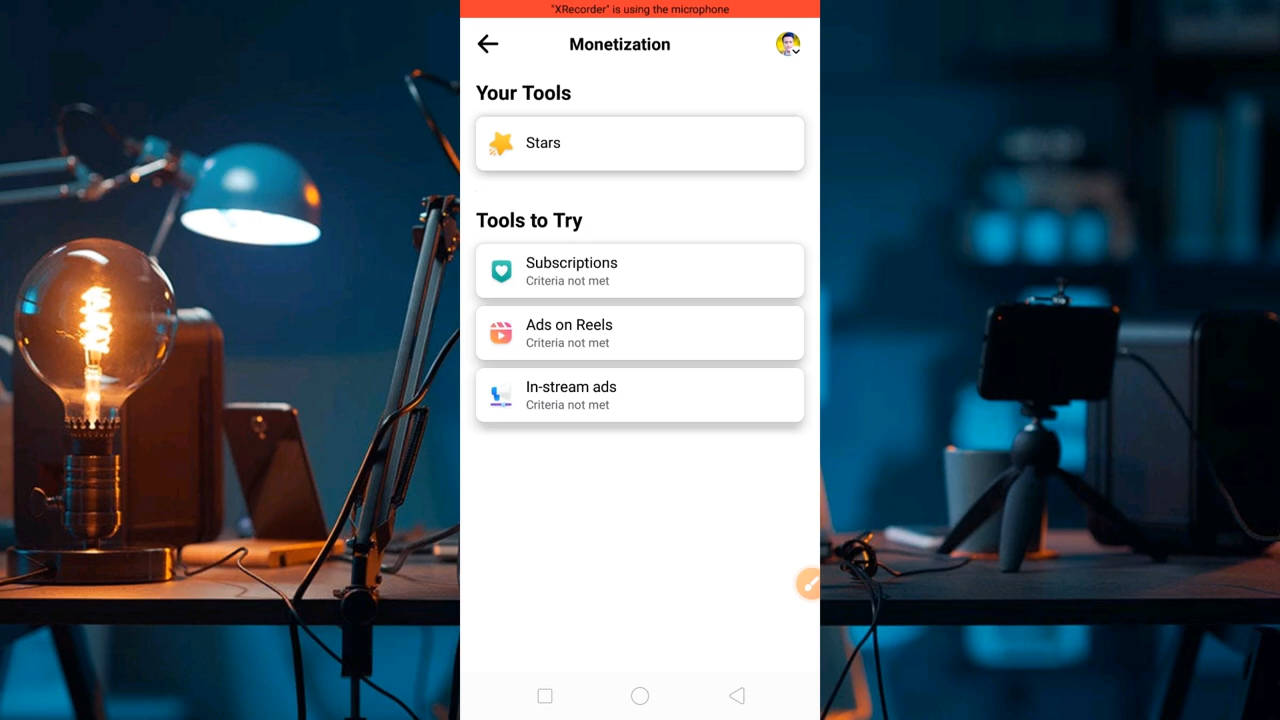 "XRecorder" is using the microphone
Monetization
Your Tools
Stars
Tools to Try
Subscriptions
Criteria not met
Ads on Reels
Criteria not met
In-stream ads
Criteria not met